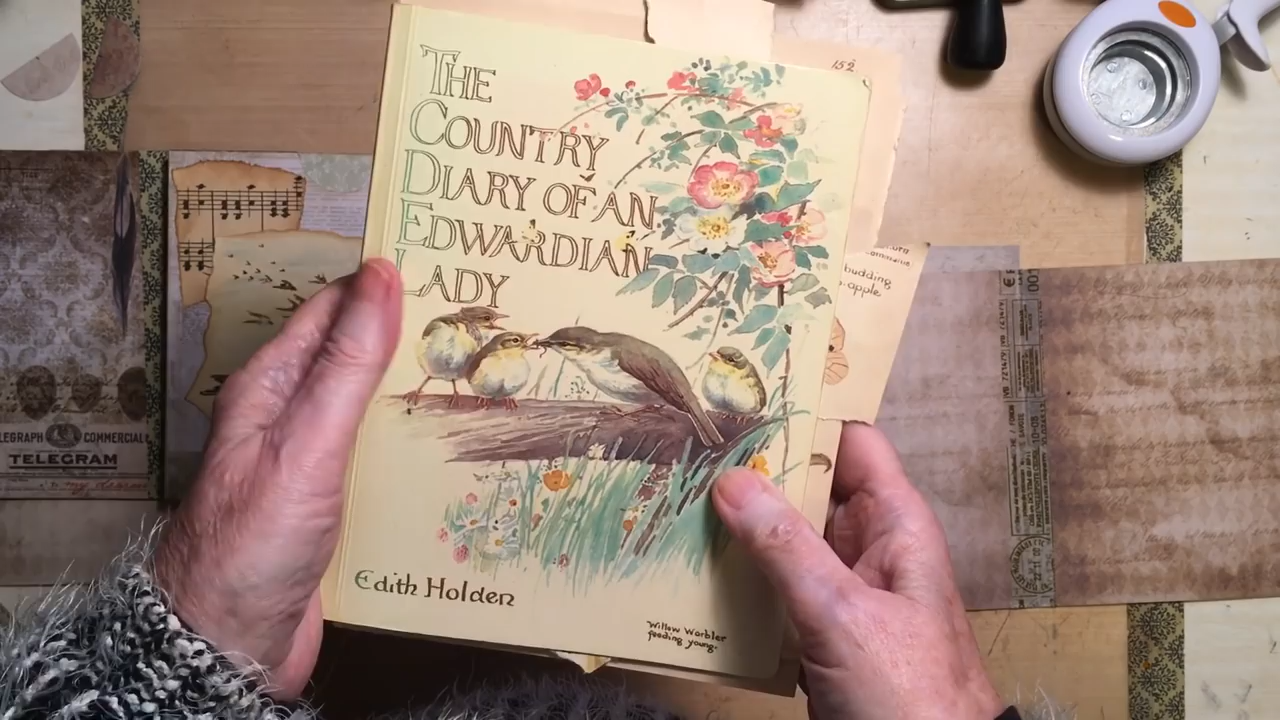 THE
COUNTRY
DIARY OF AN
EDWARDIAN
LADY
Edith Holden
Willow Warbler
feeding young.
152
budding
apple
TELEGRAPH COMMERCIAL
TELEGRAM